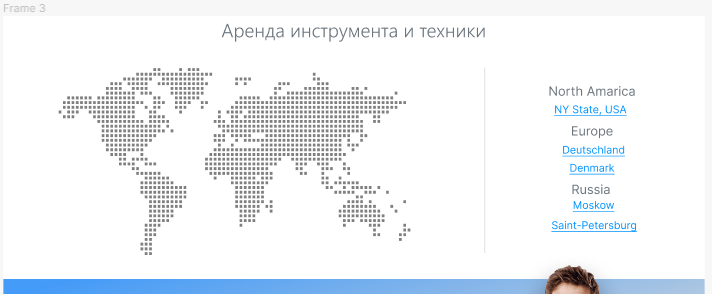 Frame 3
Аренда инструмента и техники
North Amarica
NY State, USA
Europe
Deutschland
Denmark
Russia
Moskow
Saint-Petersburg